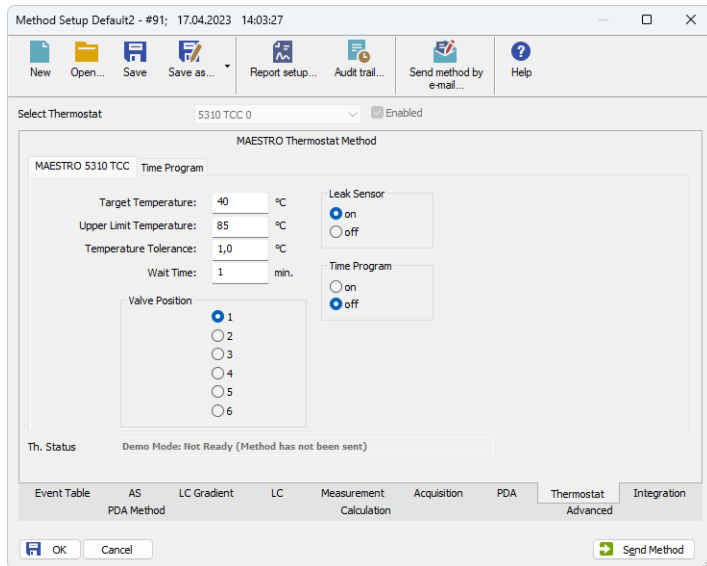 Method Setup Default2 - #91; 17.04.2023 14:03:27
New Open... Save Save as... Report setup... Audit trail... Send method by e-mail... Help
Select Thermostat 5310 TCC 0 Enabled
MAESTRO Thermostat Method
MAESTRO 5310 TCC Time Program
Target Temperature: 40 ºC
Upper Limit Temperature: 85 ºC
Temperature Tolerance: 1,0 ºC
Wait Time: 1 min.
Valve Position
1
2
3
4
5
6
Leak Sensor
on
off
Time Program
on
off
Th. Status Demo Mode: Not Ready (Method has not been sent)
Event Table AS LC Gradient LC Measurement Acquisition PDA Thermostat Integration
PDA Method Calculation Advanced
OK Cancel Send Method